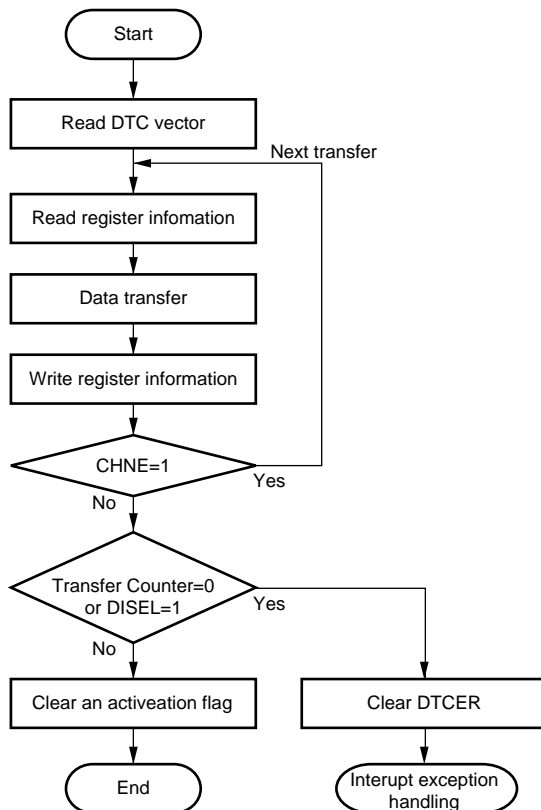 Start
Read DTC vector
Next transfer
Read register infomation
Data transfer
Write register information
CHNE=1
Yes
No
Transfer Counter=0
or DISEL=1
Yes
No
Clear an activeation flag
Clear DTCER
End
Interupt exception
handling